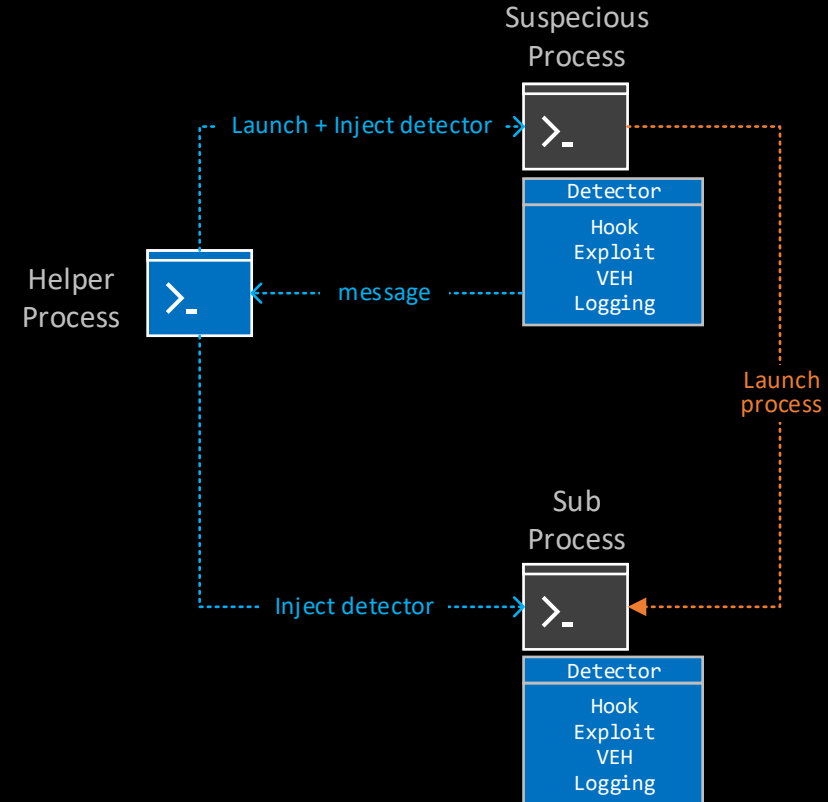 Suspecious
Process
Launch + Inject detector
>_
Detector
Hook
Exploit
VEH
Logging
Helper
Process
>_
message
Launch
process
Sub
Process
Inject detector
>_
Detector
Hook
Exploit
VEH
Logging